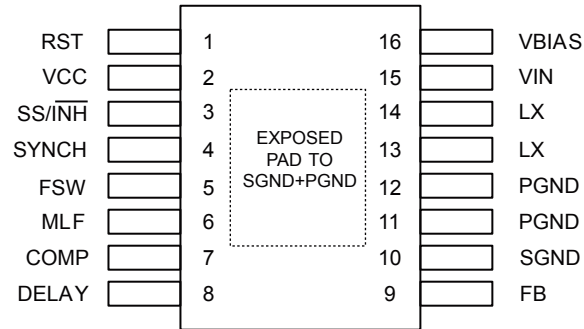 RST 1 16 VBIAS
VCC 2 15 VIN
SS/I̅N̅H̅ 3 14 LX
SYNCH 4 13 LX
FSW 5 12 PGND
MLF 6 11 PGND
COMP 7 10 SGND
DELAY 8 9 FB
EXPOSED
PAD TO
SGND+PGND